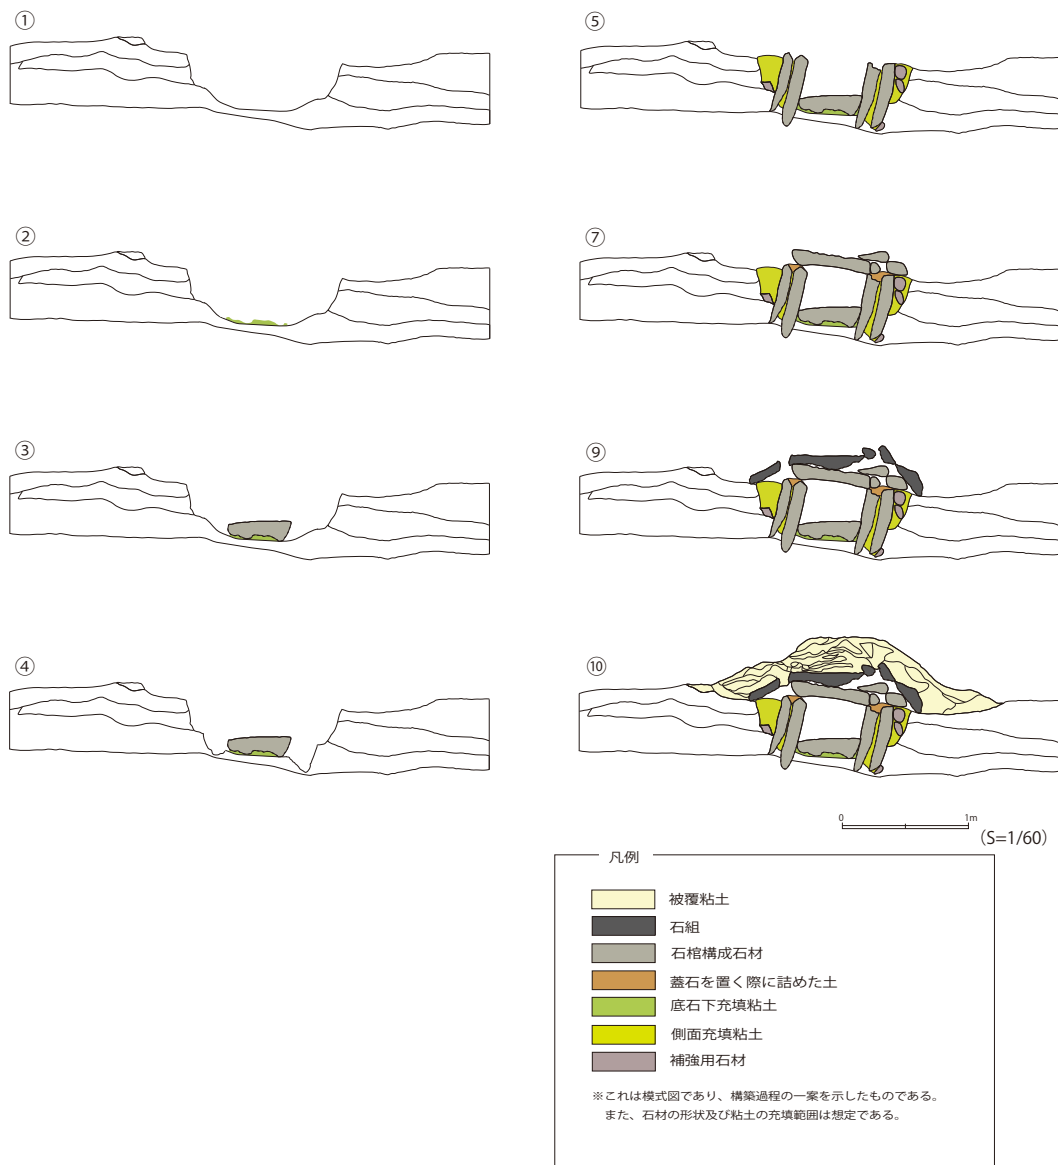 ①
②
③
④
⑤
⑦
⑨
⑩
0 1m
(S=1/60)
凡例
被覆粘土
石組
石棺構成石材
蓋石を置く際に詰めた土
底石下充填粘土
側面充填粘土
補強用石材
※これは模式図であり、構築過程の一案を示したものである。
また、石材の形状及び粘土の充填範囲は想定である。